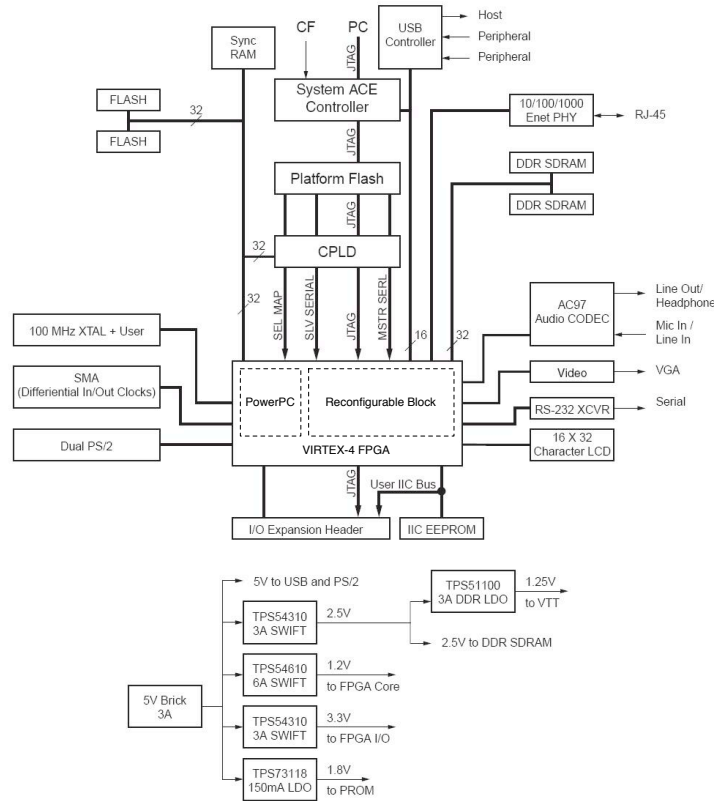 Sync
RAM
CF
PC
USB
Controller
Host
Peripheral
Peripheral
JTAG
System ACE
Controller
FLASH
FLASH
32
10/100/1000
Enet PHY
RJ-45
JTAG
Platform Flash
DDR SDRAM
DDR SDRAM
JTAG
32
CPLD
32
SEL MAP
SLV SERIAL
JTAG
MSTR SERL
16
32
AC97
Audio CODEC
Line Out/
Headphone
Mic In /
Line In
100 MHz XTAL + User
SMA
(Differential In/Out Clocks)
Dual PS/2
PowerPC
Reconfigurable Block
VIRTEX-4 FPGA
Video
VGA
RS-232 XCVR
Serial
16 X 32
Character LCD
JTAG
User IIC Bus
I/O Expansion Header
IIC EEPROM
5V to USB and PS/2
TPS54310
3A SWIFT
2.5V
TPS51100
3A DDR LDO
1.25V
to VTT
2.5V to DDR SDRAM
TPS54610
6A SWIFT
1.2V
to FPGA Core
5V Brick
3A
TPS54310
3A SWIFT
3.3V
to FPGA I/O
TPS73118
150mA LDO
1.8V
to PROM